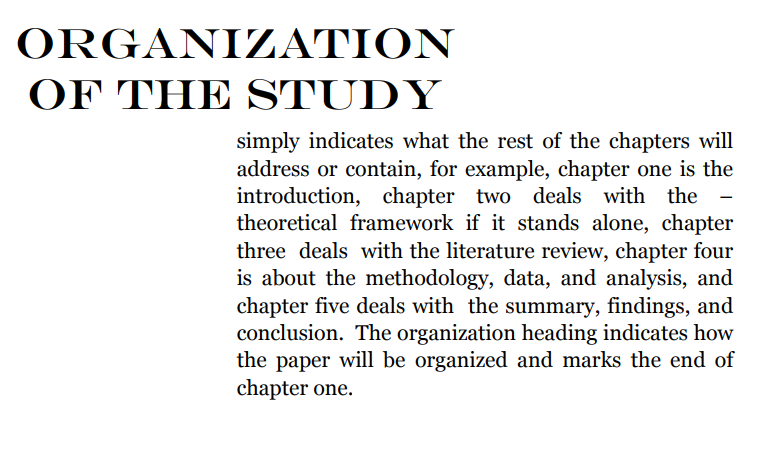 ORGANIZATION
OF THE STUDY
simply indicates what the rest of the chapters will
address or contain, for example, chapter one is the
introduction, chapter two deals with the –
theoretical framework if it stands alone, chapter
three deals with the literature review, chapter four
is about the methodology, data, and analysis, and
chapter five deals with the summary, findings, and
conclusion. The organization heading indicates how
the paper will be organized and marks the end of
chapter one.